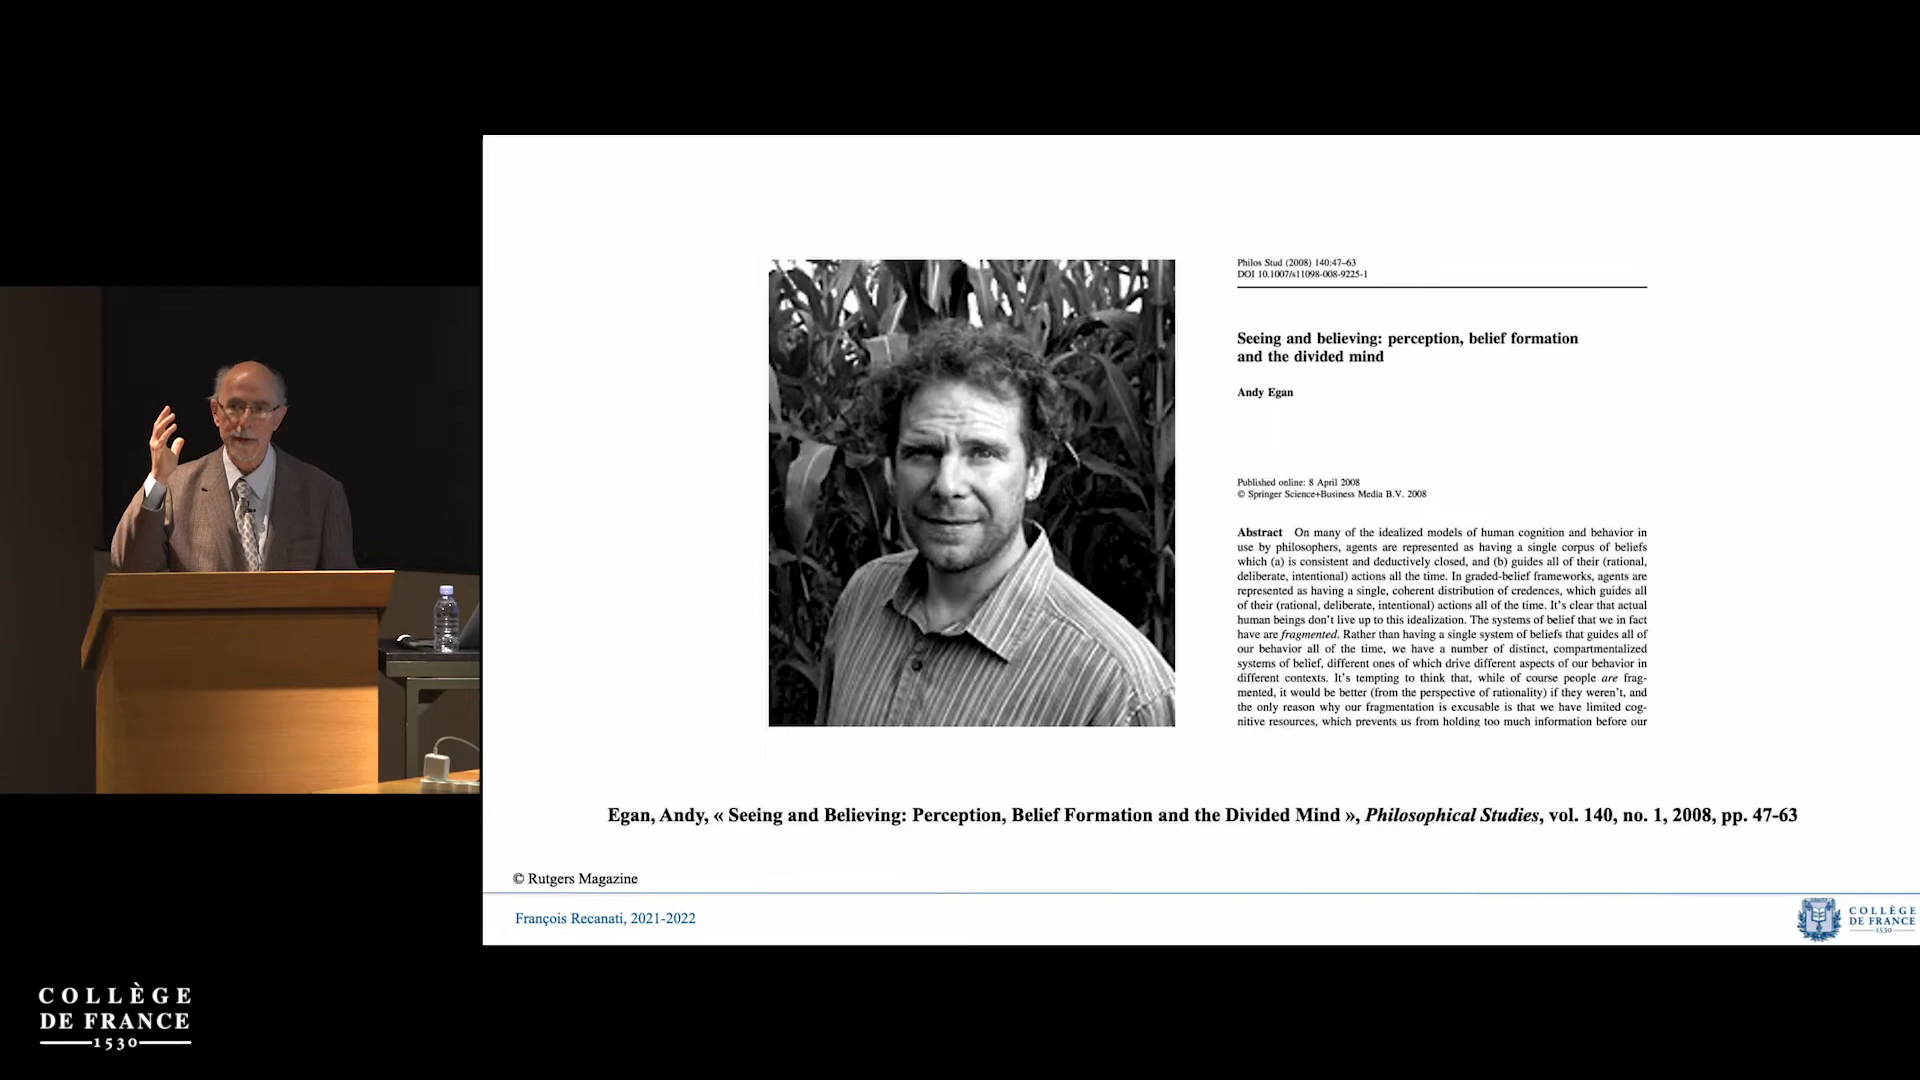 Philos Stud (2008) 140:47–63
DOI 10.1007/s11098-008-9225-1
Seeing and believing: perception, belief formation
and the divided mind
Andy Egan
Published online: 8 April 2008
© Springer Science+Business Media B.V. 2008
Abstract On many of the idealized models of human cognition and behavior in
use by philosophers, agents are represented as having a single corpus of beliefs
which (a) is consistent and deductively closed, and (b) guides all of their (rational,
deliberate, intentional) actions all the time. In graded-belief frameworks, agents are
represented as having a single, coherent distribution of credences, which guides all
of their (rational, deliberate, intentional) actions all of the time. It's clear that actual
human beings don't live up to this idealization. The systems of belief that we in fact
have are fragmented. Rather than having a single system of beliefs that guides all of
our behavior all of the time, we have a number of distinct, compartmentalized
systems of belief, different ones of which drive different aspects of our behavior in
different contexts. It's tempting to think that, while of course people are frag-
mented, it would be better (from the perspective of rationality) if they weren't, and
the only reason why our fragmentation is excusable is that we have limited cog-
nitive resources, which prevents us from holding too much information before our
Egan, Andy, « Seeing and Believing: Perception, Belief Formation and the Divided Mind », Philosophical Studies, vol. 140, no. 1, 2008, pp. 47-63
© Rutgers Magazine
François Recanati, 2021-2022
COLLÈGE
DE FRANCE
1530
COLLÈGE
DE FRANCE
1530